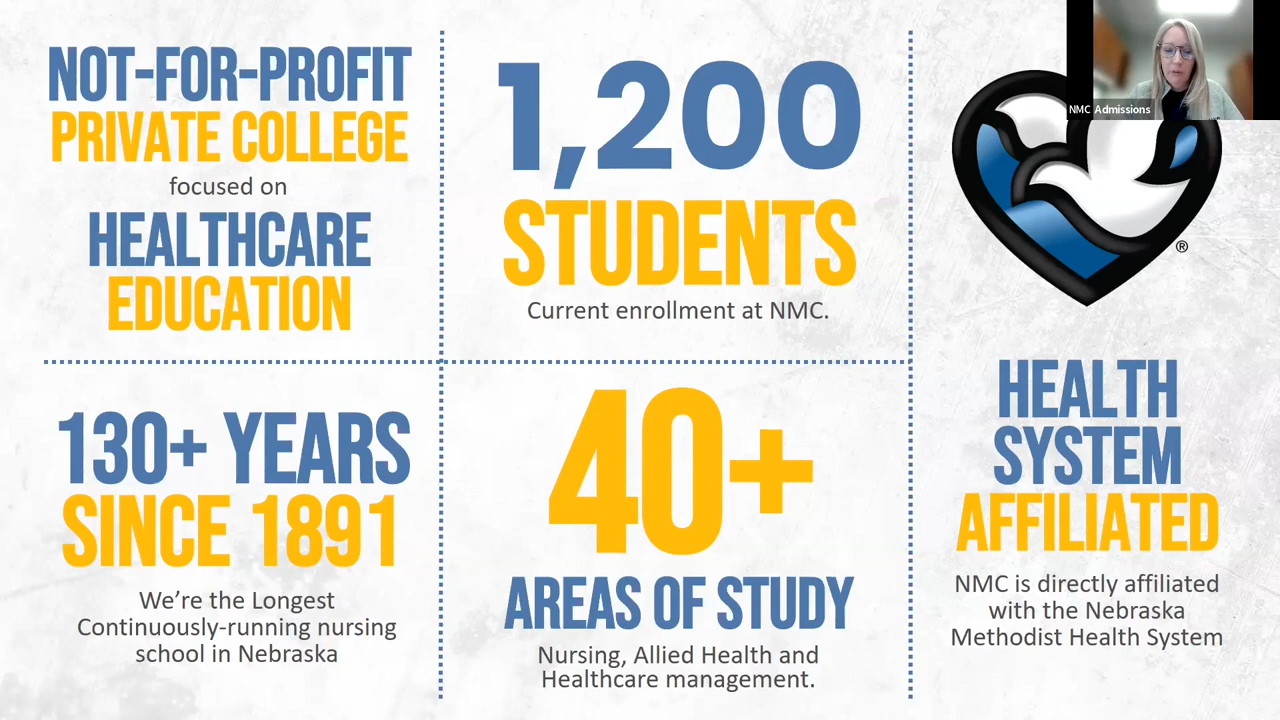 NOT-FOR-PROFIT
PRIVATE COLLEGE
focused on
HEALTHCARE
EDUCATION
1,200
STUDENTS
Current enrollment at NMC.
NMC Admissions
®
130+ YEARS
SINCE 1891
We’re the Longest
Continuously-running nursing
school in Nebraska
40+
AREAS OF STUDY
Nursing, Allied Health and
Healthcare management.
HEALTH
SYSTEM
AFFILIATED
NMC is directly affiliated
with the Nebraska
Methodist Health System